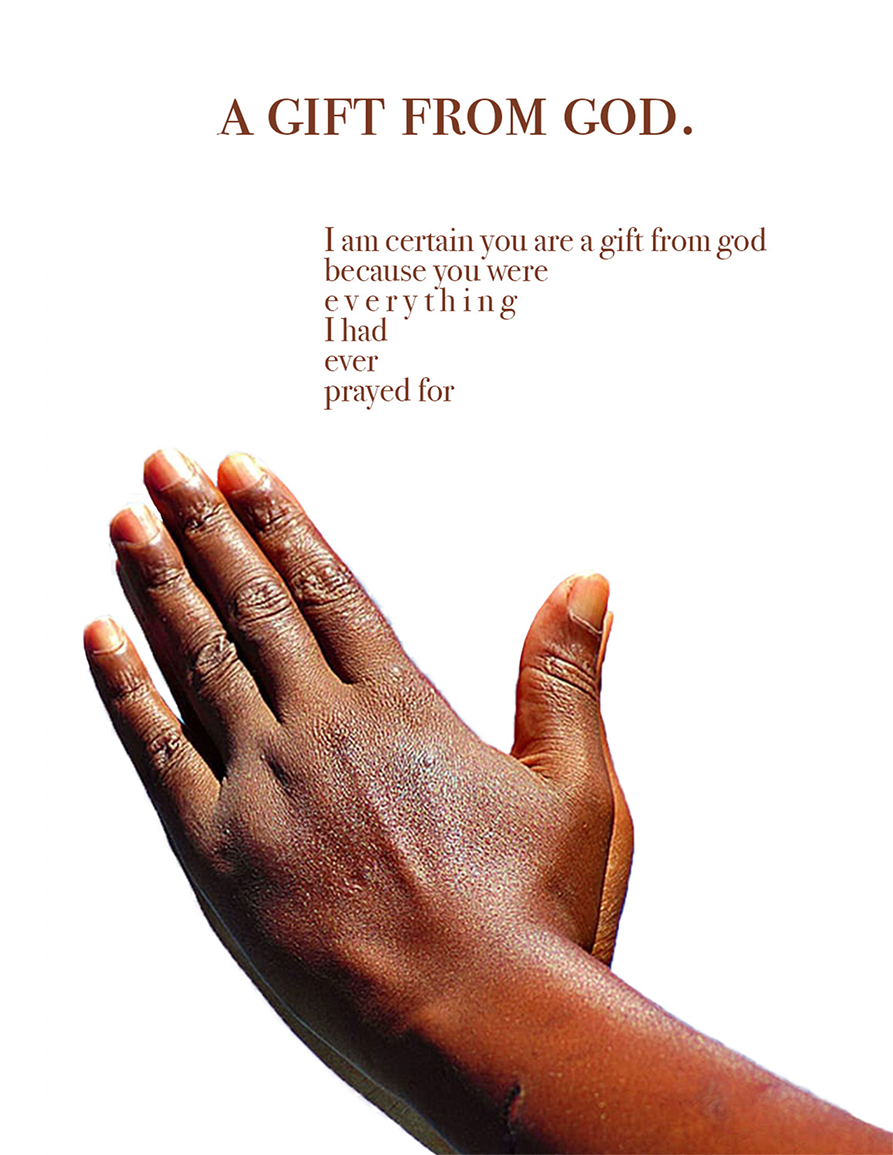 A GIFT FROM GOD.
I am certain you are a gift from god
because you were
e v e r y t h i n g
I had
ever
prayed for